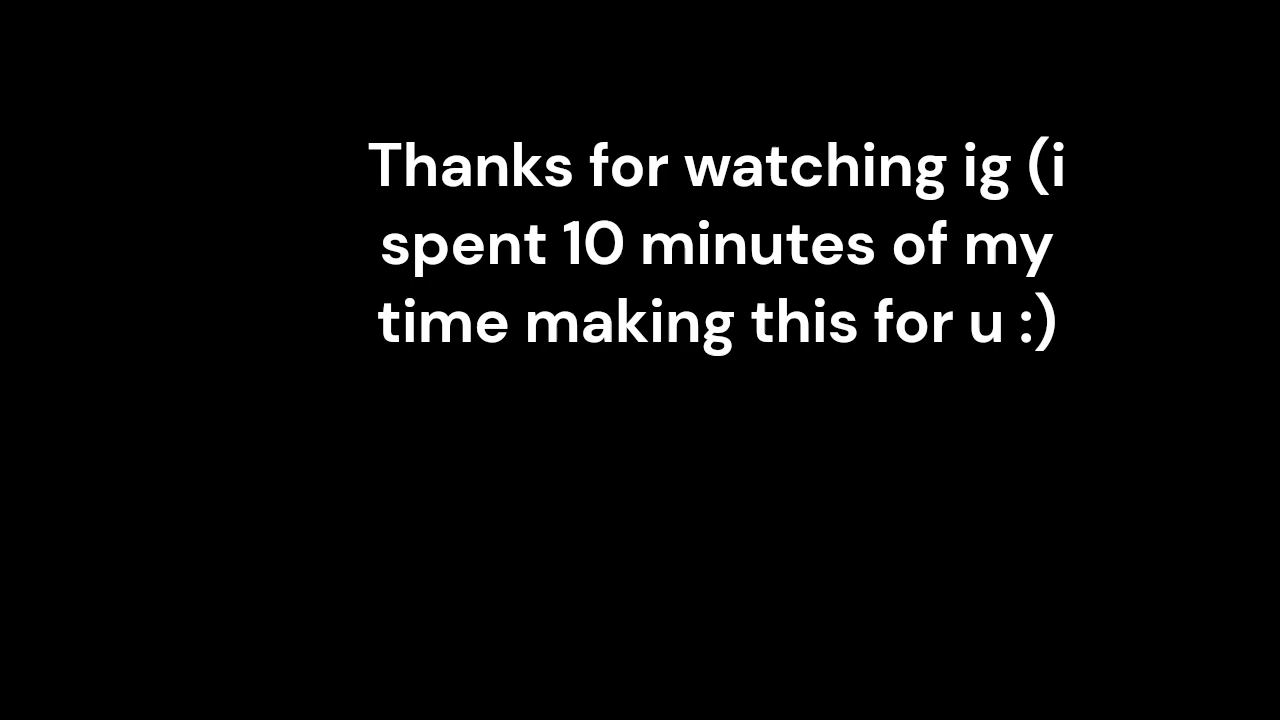 Thanks for watching ig (i
spent 10 minutes of my
time making this for u :)